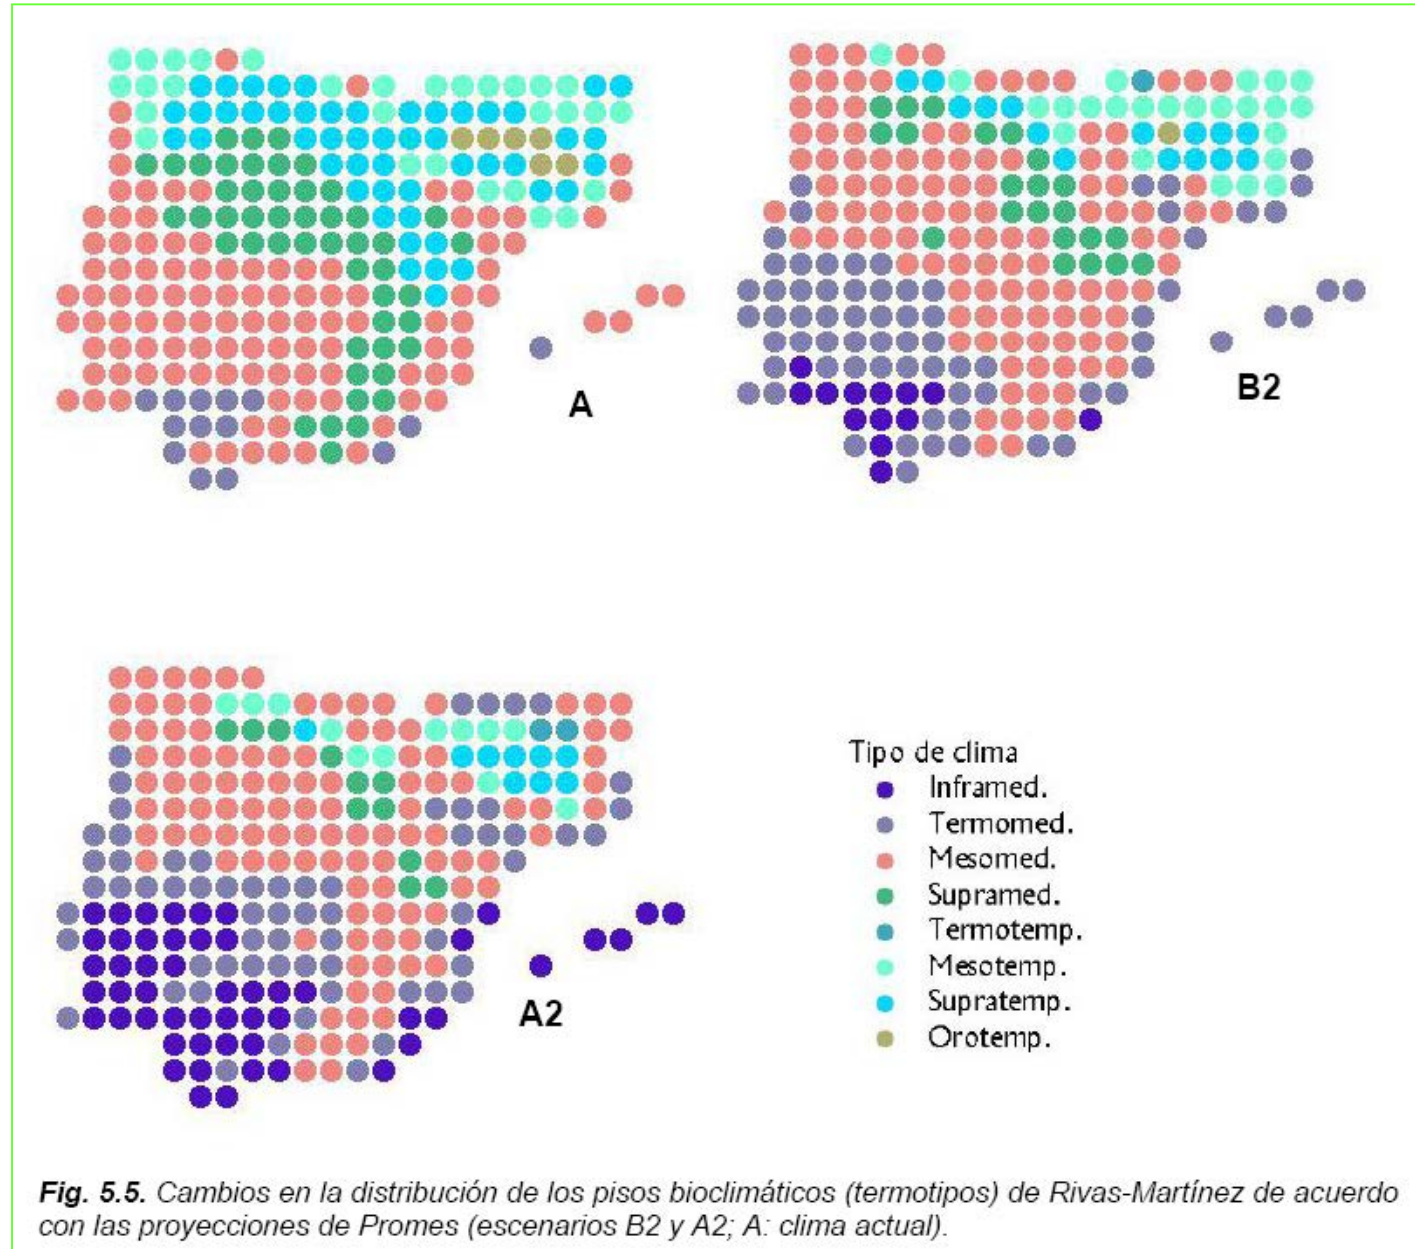 A
B2
A2
Tipo de clima
Inframed.
Termomed.
Mesomed.
Supramed.
Termotemp.
Mesotemp.
Supratemp.
Orotemp.
Fig. 5.5. Cambios en la distribución de los pisos bioclimáticos (termotipos) de Rivas-Martínez de acuerdo
con las proyecciones de Promes (escenarios B2 y A2; A: clima actual).